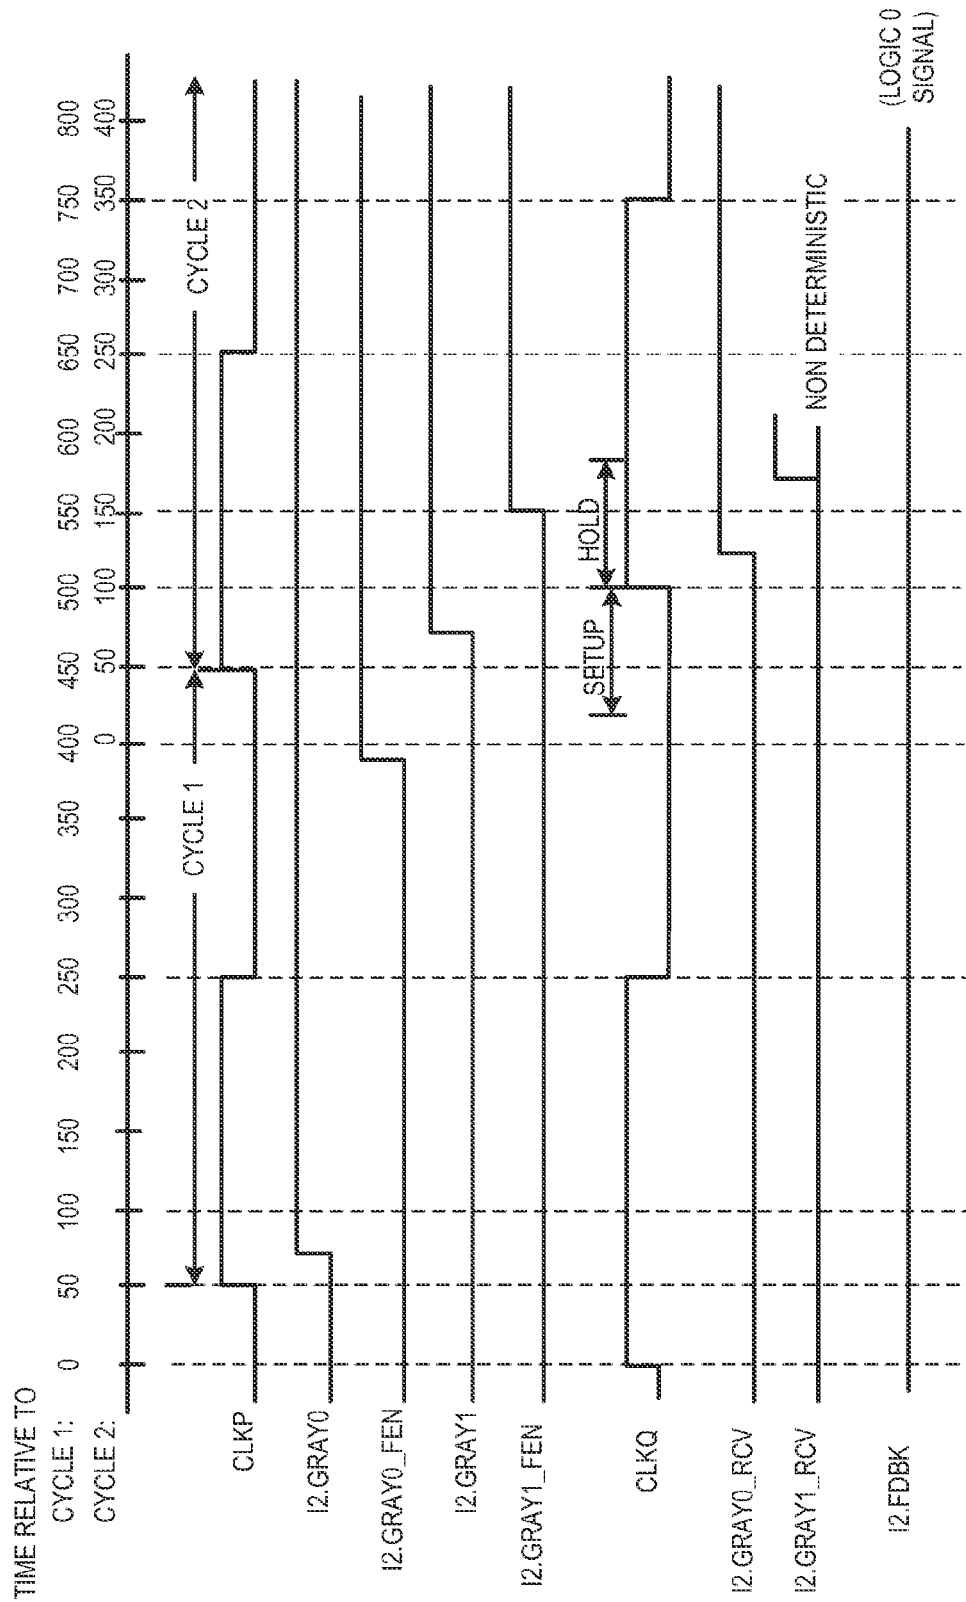 TIME RELATIVE TO
CYCLE 1: 0 50 100 150 200 250 300 350 400 450 500 550 600 650 700 750 800
CYCLE 2: 0 50 100 150 200 250 300 350 400
CYCLE 1
CYCLE 2
CLKP
I2.GRAY0
I2.GRAY0_FEN
I2.GRAY1
I2.GRAY1_FEN
SETUP
HOLD
CLKQ
I2.GRAY0_RCV
I2.GRAY1_RCV
NON DETERMINISTIC
I2.FDBK
(LOGIC 0
SIGNAL)